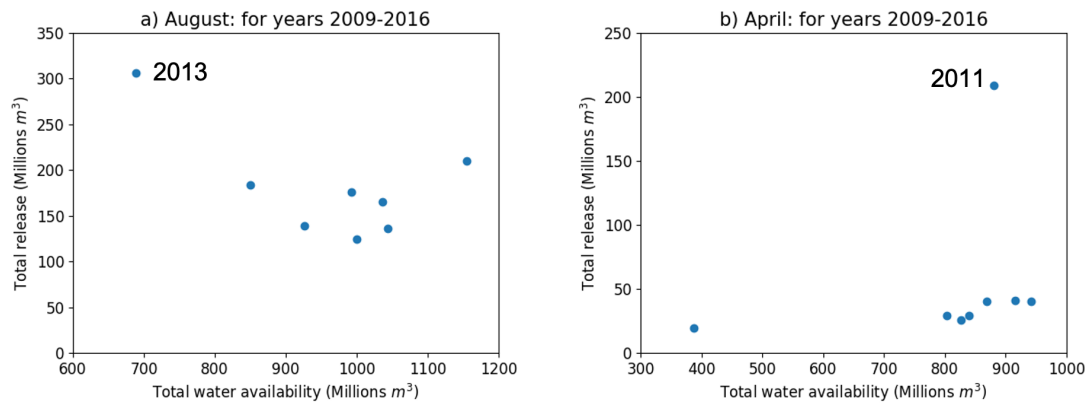 a) August: for years 2009-2016
350
300
250
200
150
100
50
0
Total release (Millions m³)
2013
600 700 800 900 1000 1100 1200
Total water availability (Millions m³)
b) April: for years 2009-2016
250
200
150
100
50
0
Total release (Millions m³)
2011
300 400 500 600 700 800 900 1000
Total water availability (Millions m³)